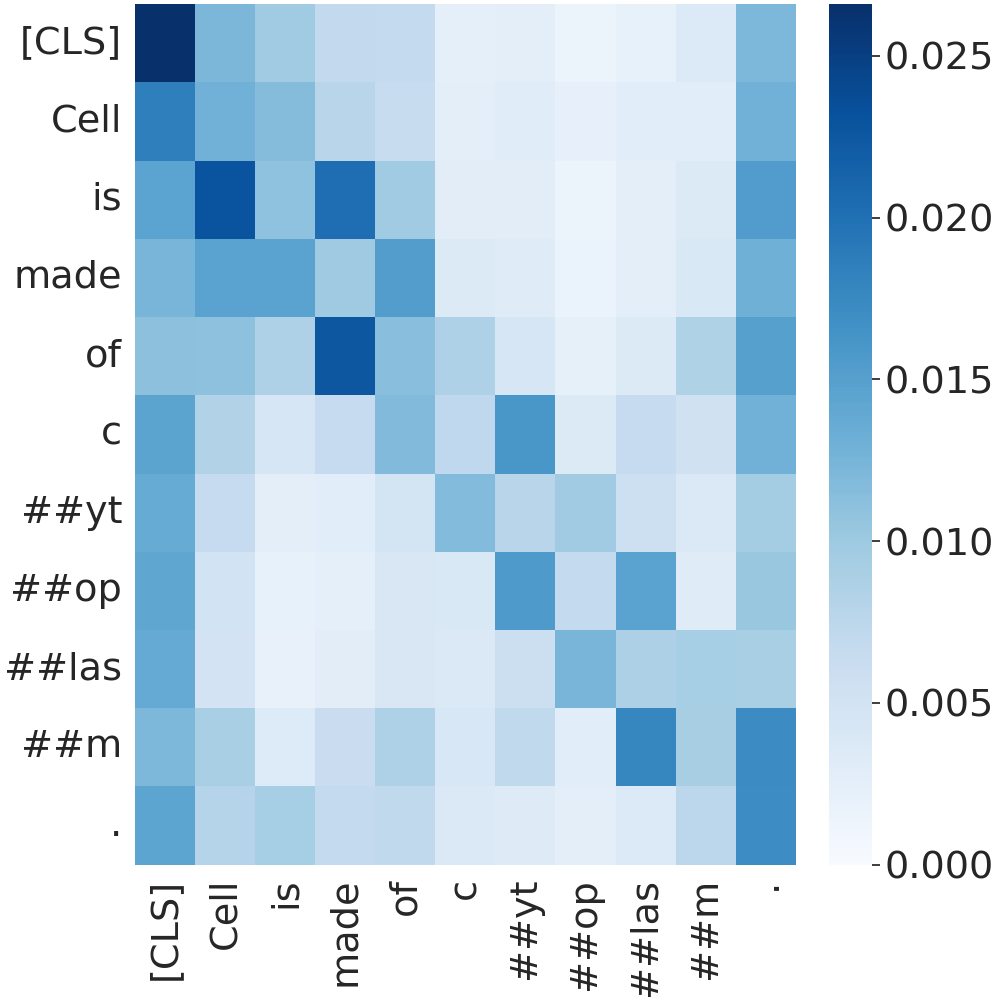 [CLS]
Cell
is
made
of
c
##yt
##op
##las
##m
.
[CLS]
Cell
is
made
of
c
##yt
##op
##las
##m
.
0.025
0.020
0.015
0.010
0.005
0.000